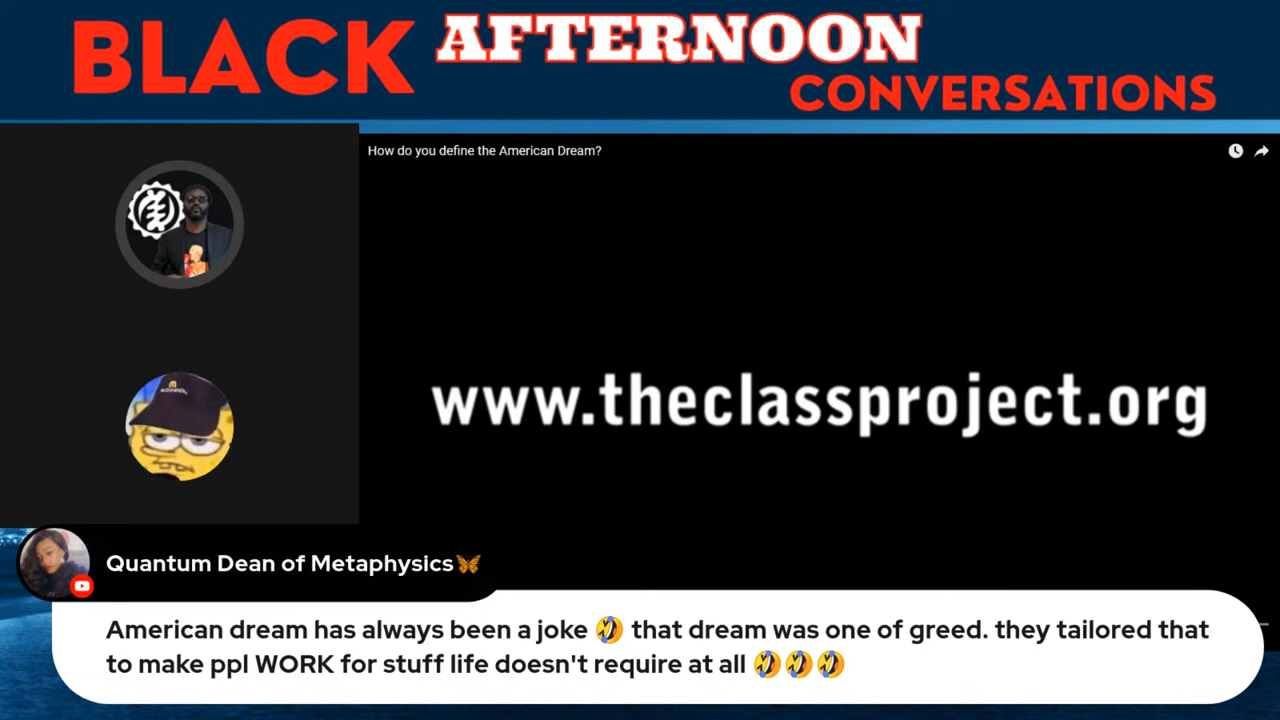 BLACK AFTERNOON
CONVERSATIONS
How do you define the American Dream?
www.theclassproject.org
Quantum Dean of Metaphysics🦋
American dream has always been a joke 🤣 that dream was one of greed. they tailored that
to make ppl WORK for stuff life doesn't require at all 🤣🤣🤣